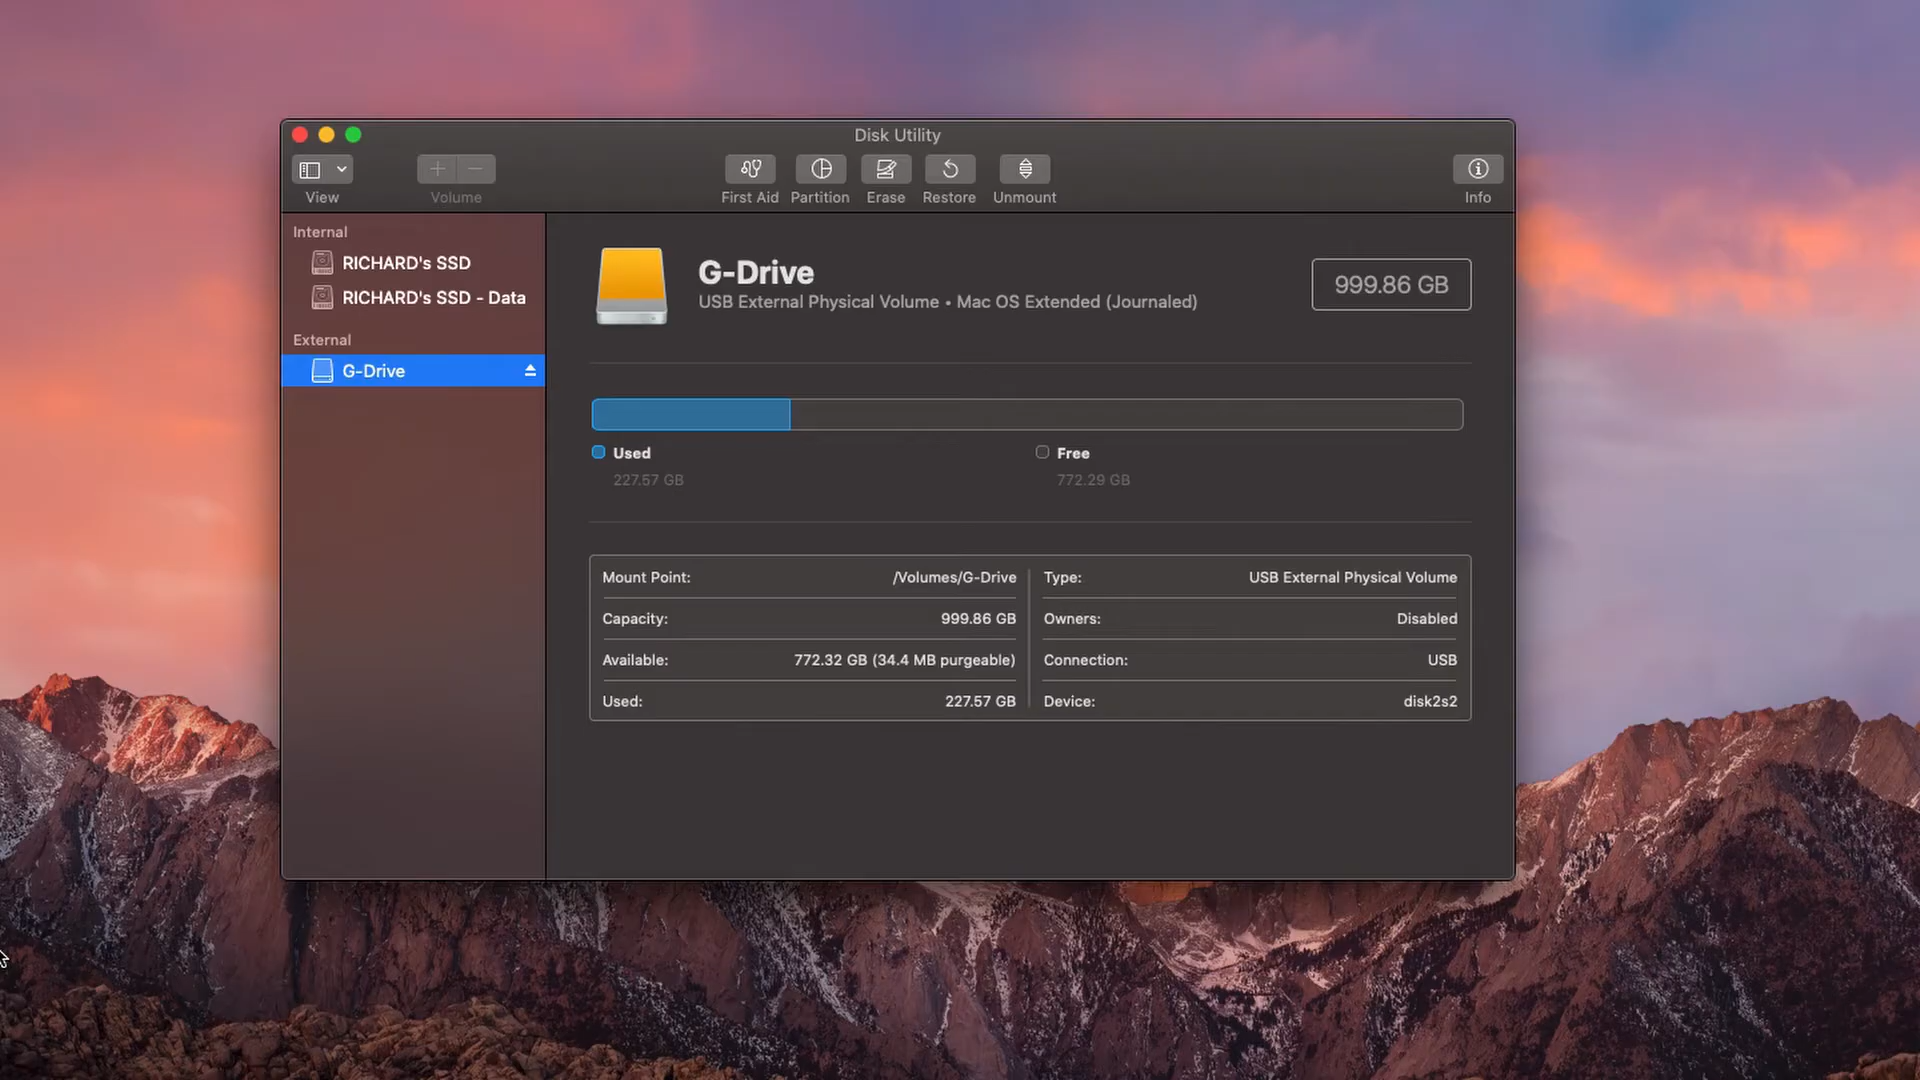 Disk Utility
View
Volume
First Aid
Partition
Erase
Restore
Unmount
Info
Internal
RICHARD's SSD
RICHARD's SSD - Data
External
G-Drive
G-Drive
USB External Physical Volume • Mac OS Extended (Journaled)
999.86 GB
Used
227.57 GB
Free
772.29 GB
Mount Point: /Volumes/G-Drive
Capacity: 999.86 GB
Available: 772.32 GB (34.4 MB purgeable)
Used: 227.57 GB
Type: USB External Physical Volume
Owners: Disabled
Connection: USB
Device: disk2s2